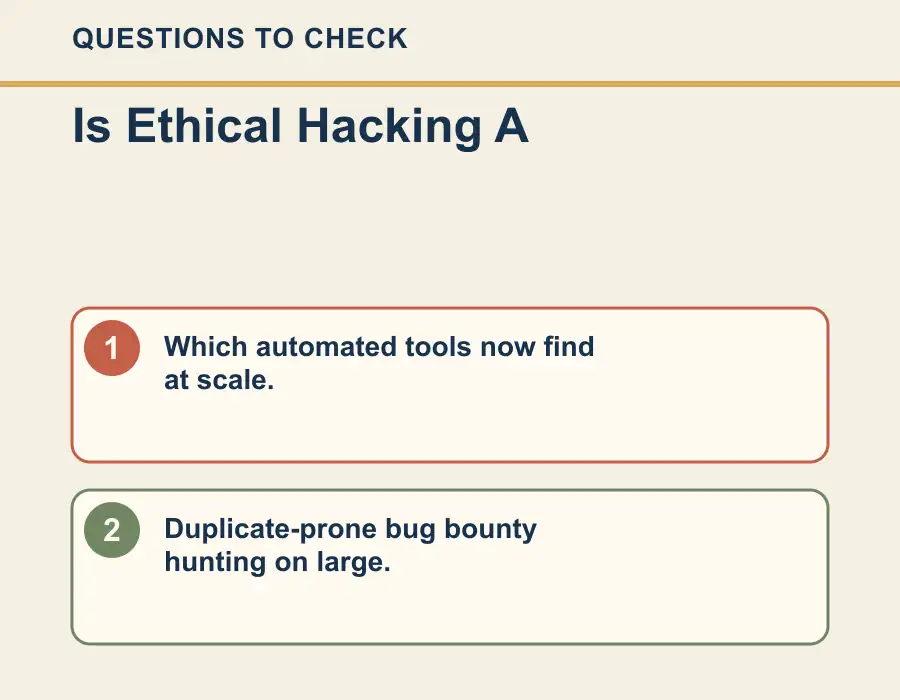 QUESTIONS TO CHECK
Is Ethical Hacking A
1
Which automated tools now find
at scale.
2
Duplicate-prone bug bounty
hunting on large.